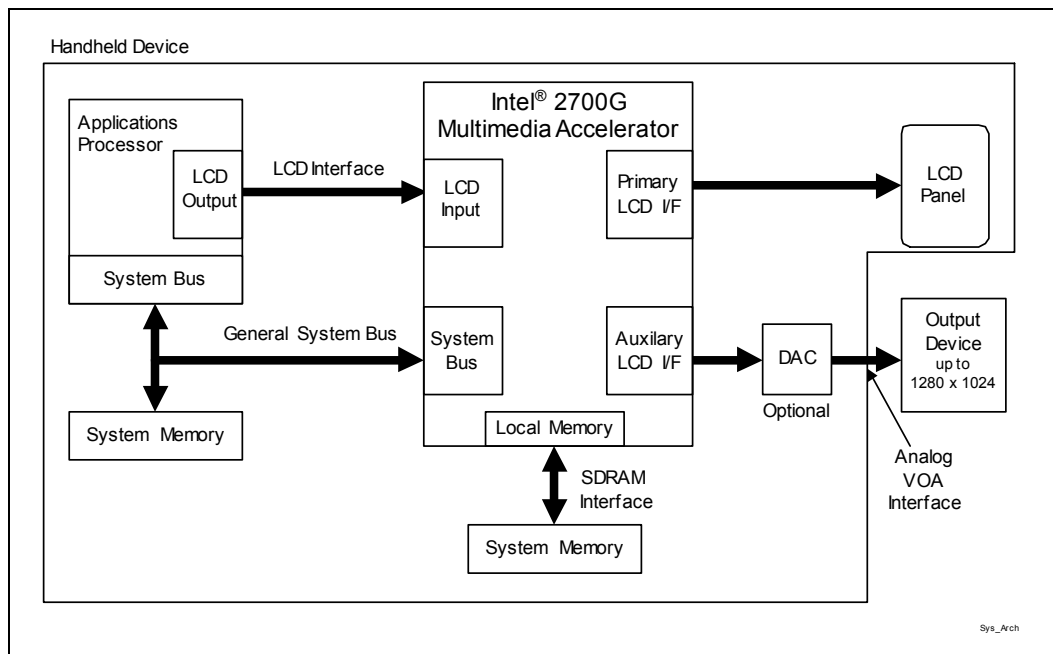 Handheld Device
Applications
Processor
LCD
Output
System Bus
LCD Interface
Intel® 2700G
Multimedia Accelerator
LCD
Input
Primary
LCD I/F
LCD
Panel
General System Bus
System
Bus
Auxilary
LCD I/F
DAC
Optional
Output
Device
up to
1280 x 1024
System Memory
Local Memory
SDRAM
Interface
System Memory
Analog
VOA
Interface
Sys_Arch